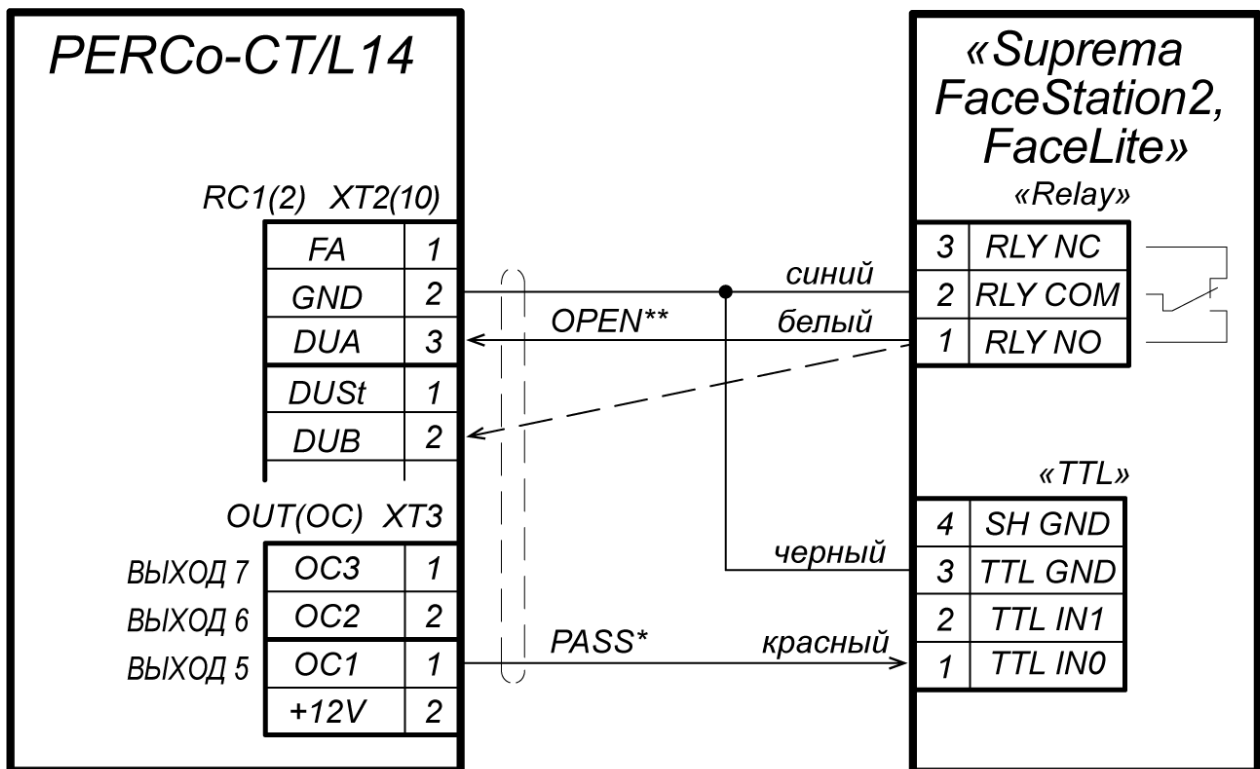 PERCo-CT/L14
RC1(2) XT2(10)
FA 1
GND 2
DUA 3
DUSt 1
DUB 2
OUT(OC) XT3
ВЫХОД 7 OC3 1
ВЫХОД 6 OC2 2
ВЫХОД 5 OC1 1
+12V 2
синий
OPEN** белый
черный
PASS* красный
«Suprema
FaceStation2,
FaceLite»
«Relay»
3 RLY NC
2 RLY COM
1 RLY NO
«TTL»
4 SH GND
3 TTL GND
2 TTL IN1
1 TTL IN0